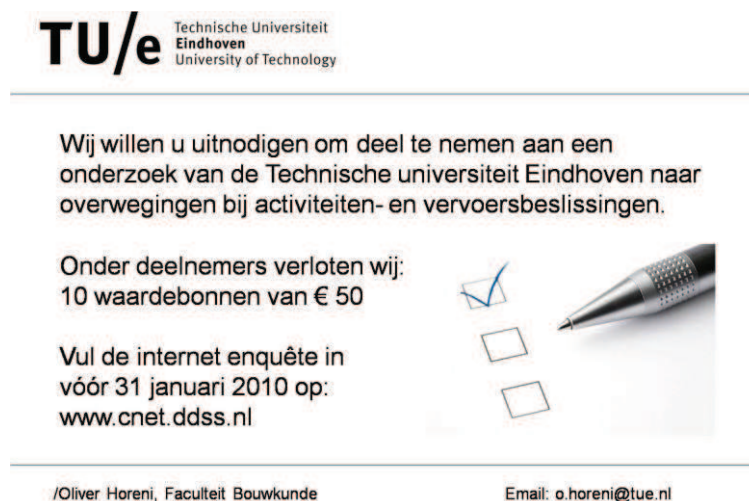 TU/e Technische Universiteit
Eindhoven
University of Technology
Wij willen u uitnodigen om deel te nemen aan een
onderzoek van de Technische universiteit Eindhoven naar
overwegingen bij activiteiten- en vervoersbeslissingen.
Onder deelnemers verloten wij:
10 waardebonnen van € 50
Vul de internet enquête in
vóór 31 januari 2010 op:
www.cnet.ddss.nl
/Oliver Horeni, Faculteit Bouwkunde Email: o.horeni@tue.nl